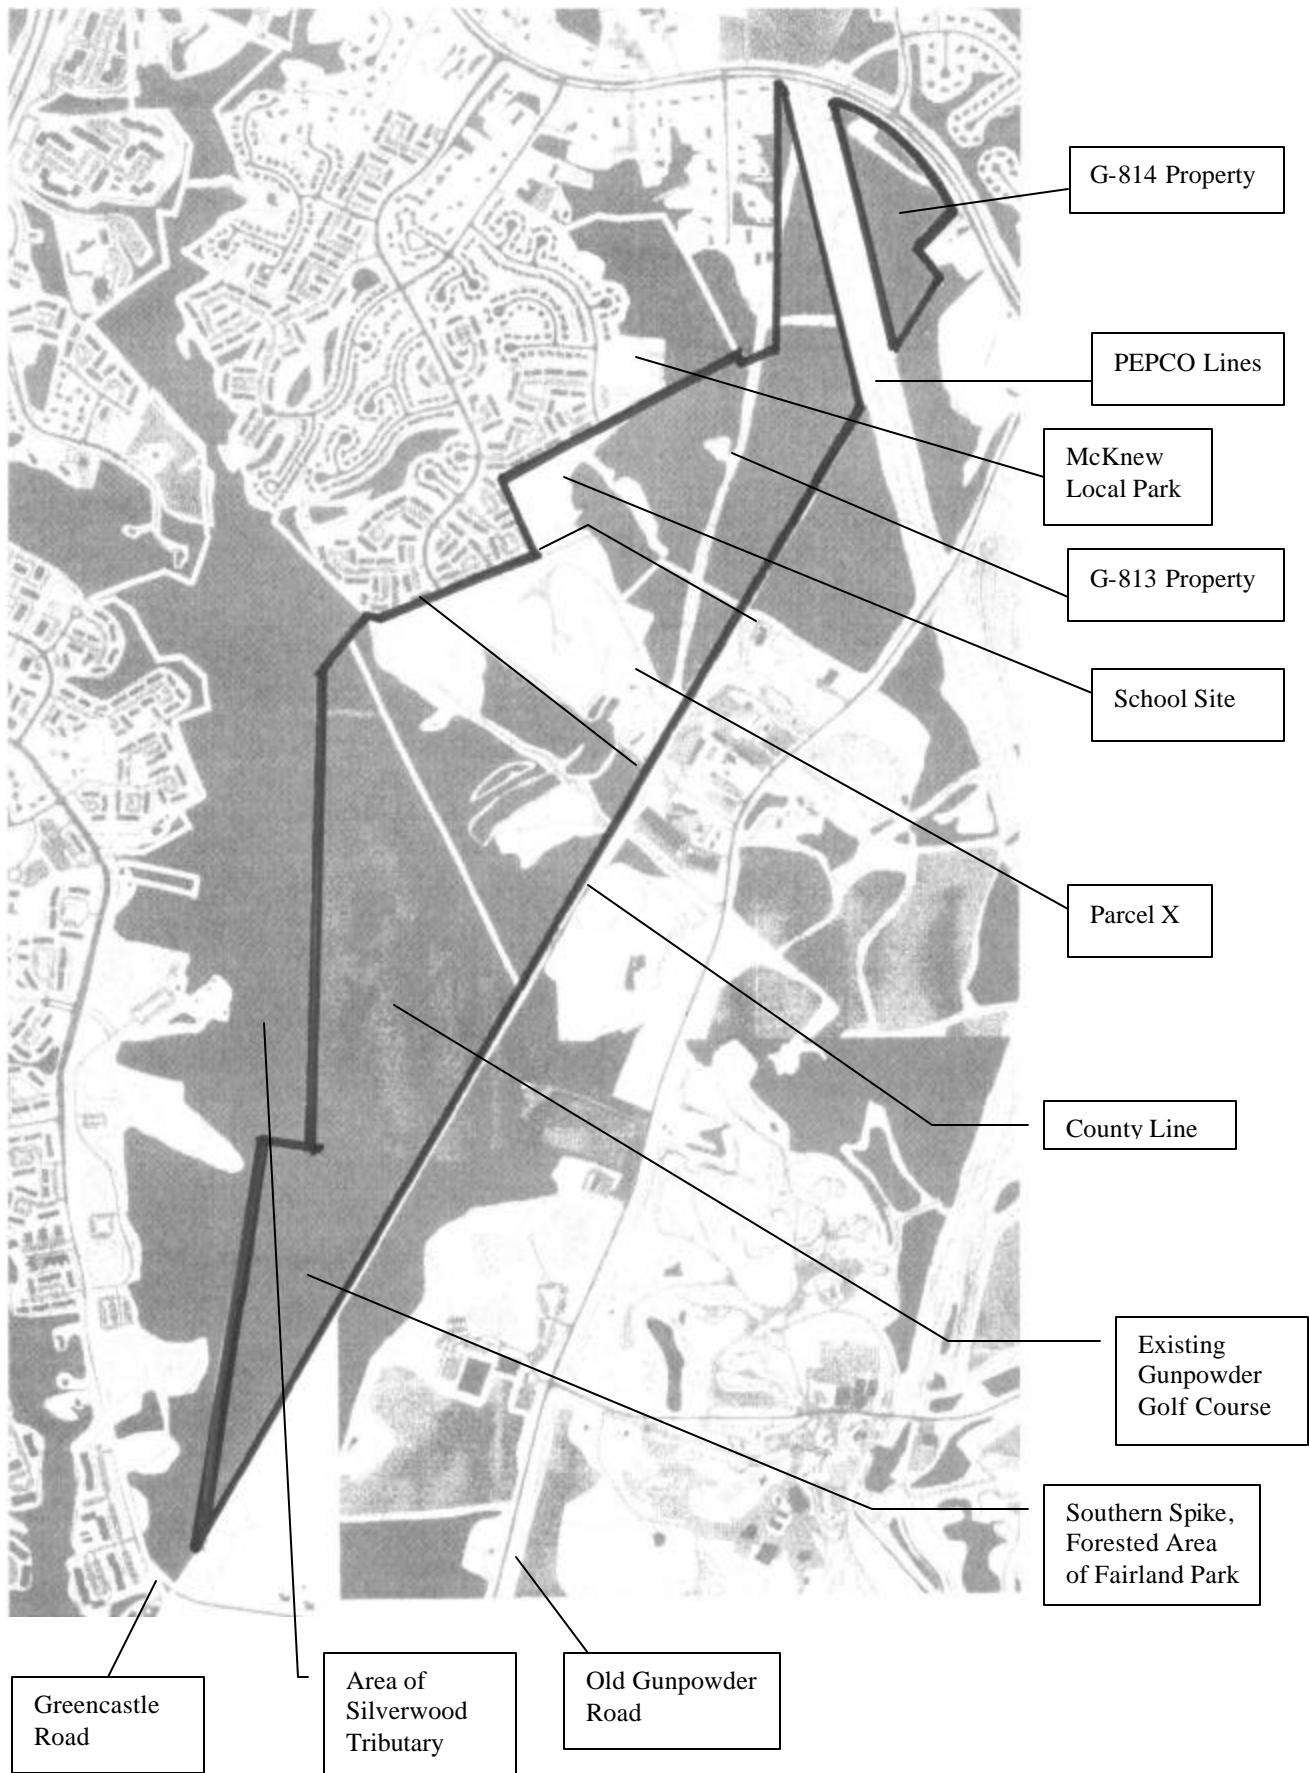 G-814 Property
PEPCO Lines
McKnew
Local Park
G-813 Property
School Site
Parcel X
County Line
Existing
Gunpowder
Golf Course
Southern Spike,
Forested Area
of Fairland Park
Greencastle
Road
Area of
Silverwood
Tributary
Old Gunpowder
Road